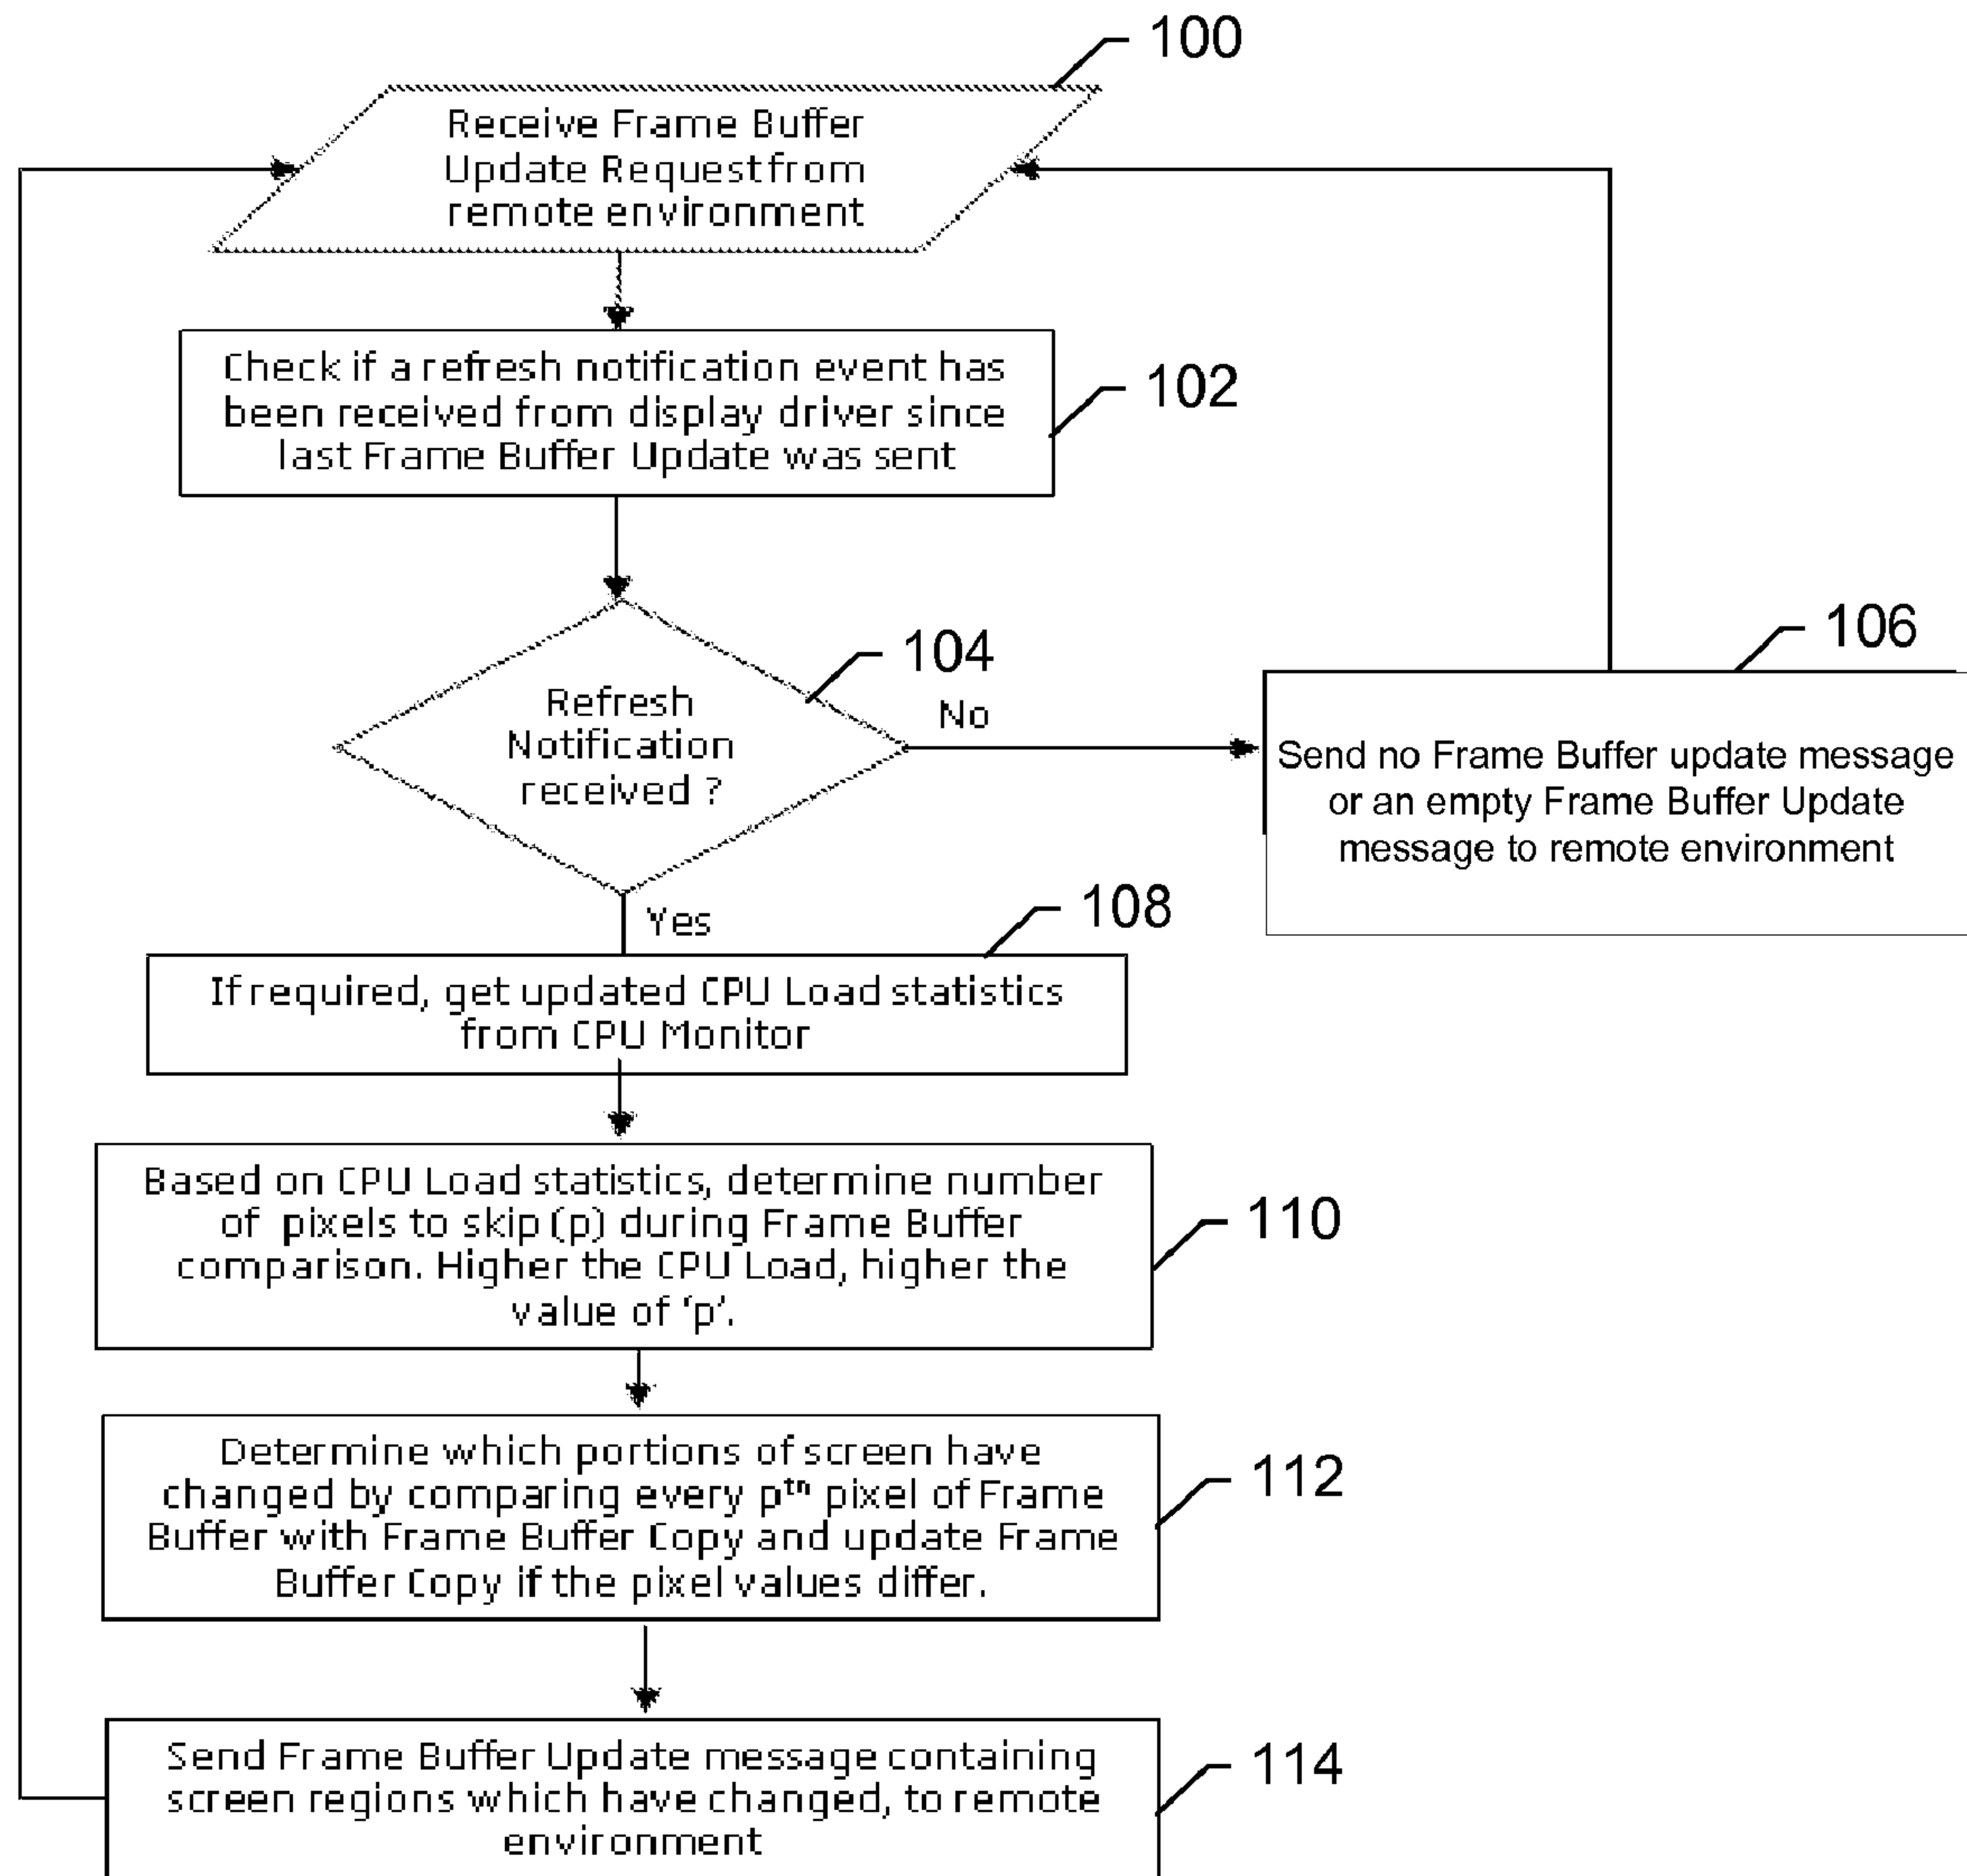 100
Receive Frame Buffer
Update Request from
remote environment
Check if a refresh notification event has
been received from display driver since
last Frame Buffer Update was sent
102
104
Refresh
Notification
received ?
No
106
Send no Frame Buffer update message
or an empty Frame Buffer Update
message to remote environment
Yes
108
If required, get updated CPU Load statistics
from CPU Monitor
Based on CPU Load statistics, determine number
of pixels to skip (p) during Frame Buffer
comparison. Higher the CPU Load, higher the
value of ‘p’.
110
Determine which portions of screen have
changed by comparing every pᵗʰ pixel of Frame
Buffer with Frame Buffer Copy and update Frame
Buffer Copy if the pixel values differ.
112
Send Frame Buffer Update message containing
screen regions which have changed, to remote
environment
114